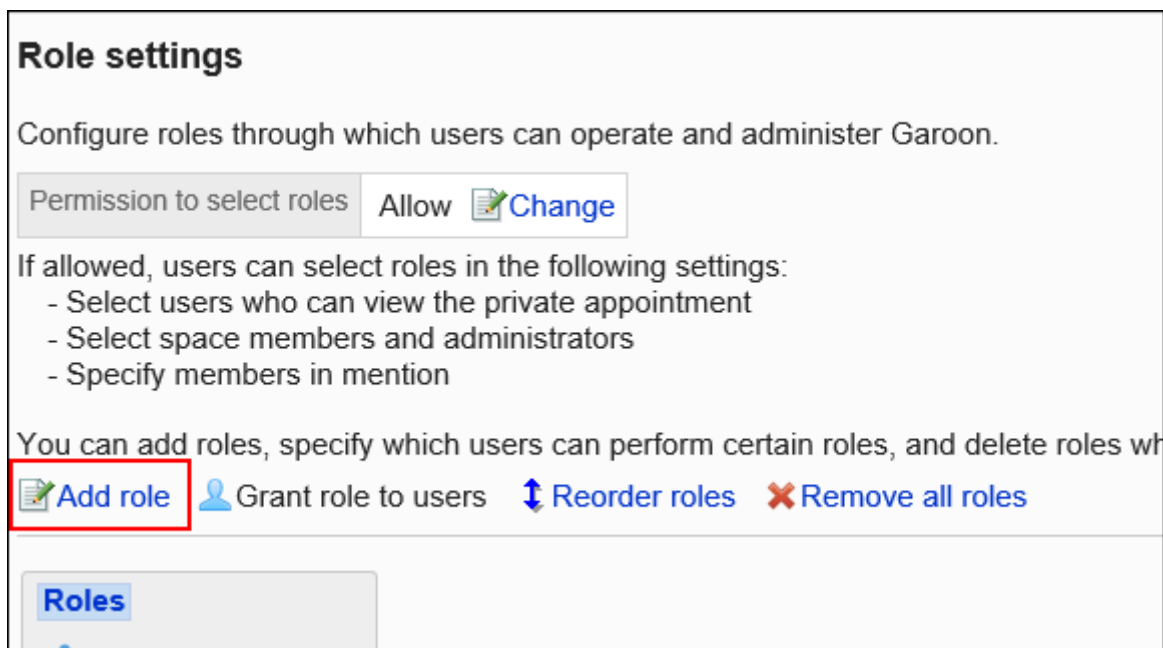 Role settings
Configure roles through which users can operate and administer Garoon.
Permission to select roles Allow Change
If allowed, users can select roles in the following settings:
- Select users who can view the private appointment
- Select space members and administrators
- Specify members in mention
You can add roles, specify which users can perform certain roles, and delete roles
Add role Grant role to users Reorder roles Remove all roles
Roles